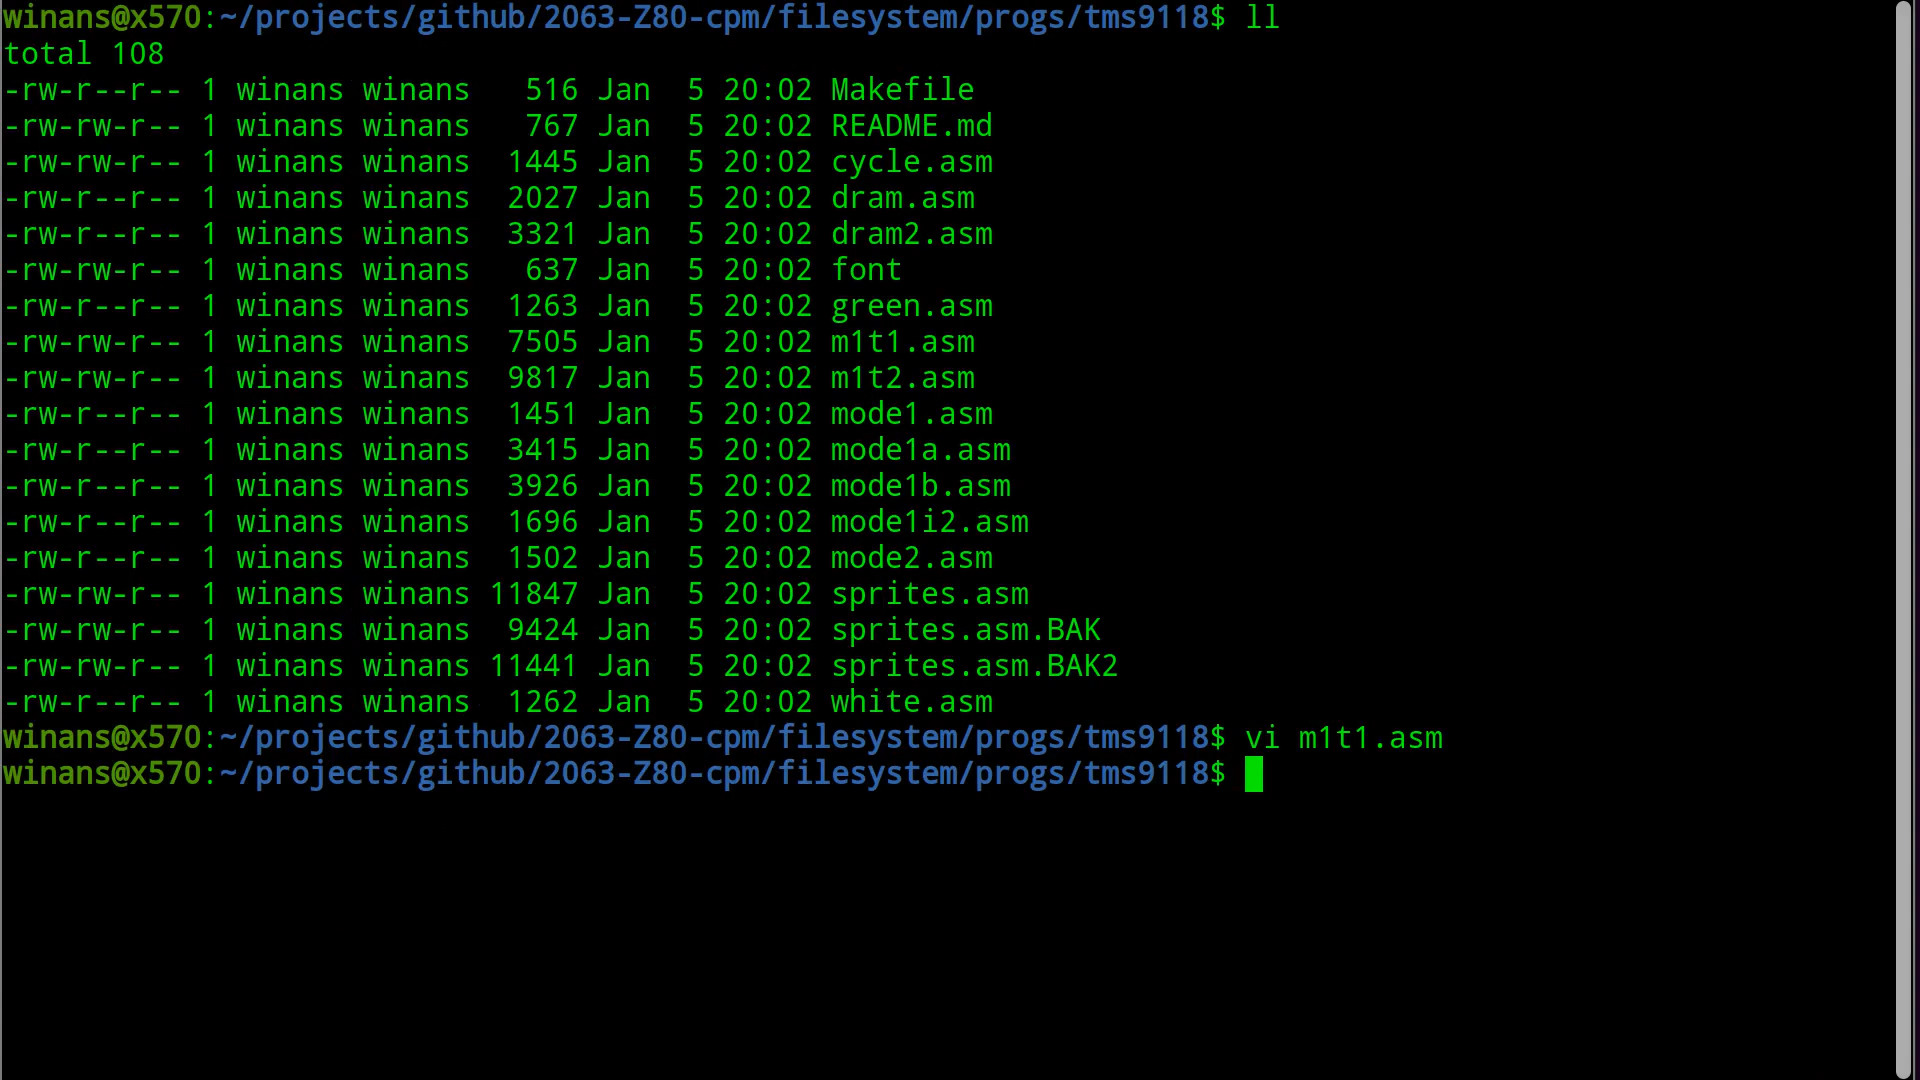 winans@x570:~/projects/github/2063-Z80-cpm/filesystem/progs/tms9118$ ll
total 108
-rw-r--r-- 1 winans winans   516 Jan  5 20:02 Makefile
-rw-rw-r-- 1 winans winans   767 Jan  5 20:02 README.md
-rw-r--r-- 1 winans winans  1445 Jan  5 20:02 cycle.asm
-rw-r--r-- 1 winans winans  2027 Jan  5 20:02 dram.asm
-rw-r--r-- 1 winans winans  3321 Jan  5 20:02 dram2.asm
-rw-rw-r-- 1 winans winans   637 Jan  5 20:02 font
-rw-r--r-- 1 winans winans  1263 Jan  5 20:02 green.asm
-rw-rw-r-- 1 winans winans  7505 Jan  5 20:02 m1t1.asm
-rw-rw-r-- 1 winans winans  9817 Jan  5 20:02 m1t2.asm
-rw-r--r-- 1 winans winans  1451 Jan  5 20:02 mode1.asm
-rw-r--r-- 1 winans winans  3415 Jan  5 20:02 mode1a.asm
-rw-r--r-- 1 winans winans  3926 Jan  5 20:02 mode1b.asm
-rw-r--r-- 1 winans winans  1696 Jan  5 20:02 mode1i2.asm
-rw-r--r-- 1 winans winans  1502 Jan  5 20:02 mode2.asm
-rw-rw-r-- 1 winans winans 11847 Jan  5 20:02 sprites.asm
-rw-rw-r-- 1 winans winans  9424 Jan  5 20:02 sprites.asm.BAK
-rw-rw-r-- 1 winans winans 11441 Jan  5 20:02 sprites.asm.BAK2
-rw-r--r-- 1 winans winans  1262 Jan  5 20:02 white.asm
winans@x570:~/projects/github/2063-Z80-cpm/filesystem/progs/tms9118$ vi m1t1.asm
winans@x570:~/projects/github/2063-Z80-cpm/filesystem/progs/tms9118$